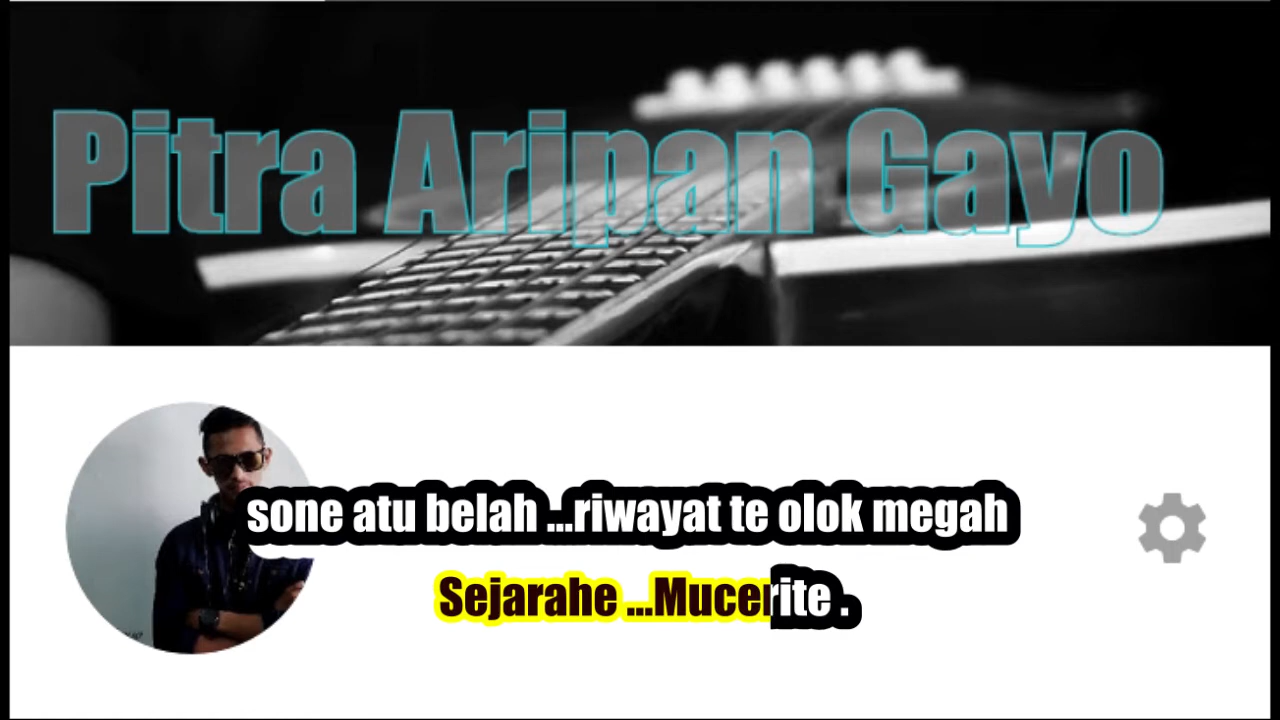 Pitra Aripan Gayo
sone atu belah ...riwayat te olok megah
Sejarahe ...Mucerite .